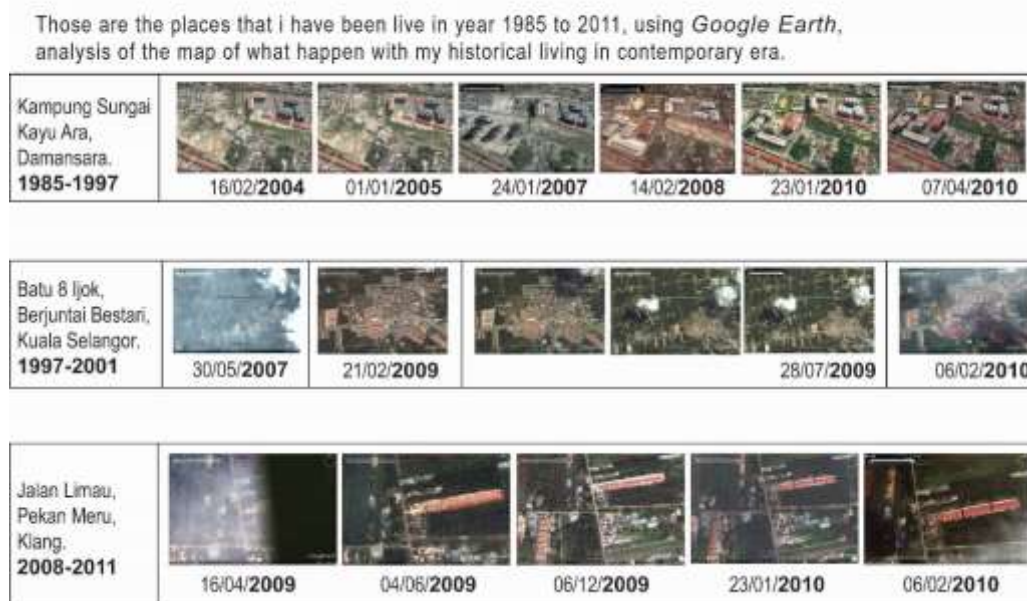 Those are the places that i have been live in year 1985 to 2011, using Google Earth,
analysis of the map of what happen with my historical living in contemporary era.
Kampung Sungai
Kayu Ara,
Damansara.
1985-1997
16/02/2004
01/01/2005
24/01/2007
14/02/2008
23/01/2010
07/04/2010
Batu 8 Ijok,
Berjuntai Bestari,
Kuala Selangor.
1997-2001
30/05/2007
21/02/2009
28/07/2009
06/02/2010
Jalan Limau,
Pekan Meru,
Klang.
2008-2011
16/04/2009
04/06/2009
06/12/2009
23/01/2010
06/02/2010